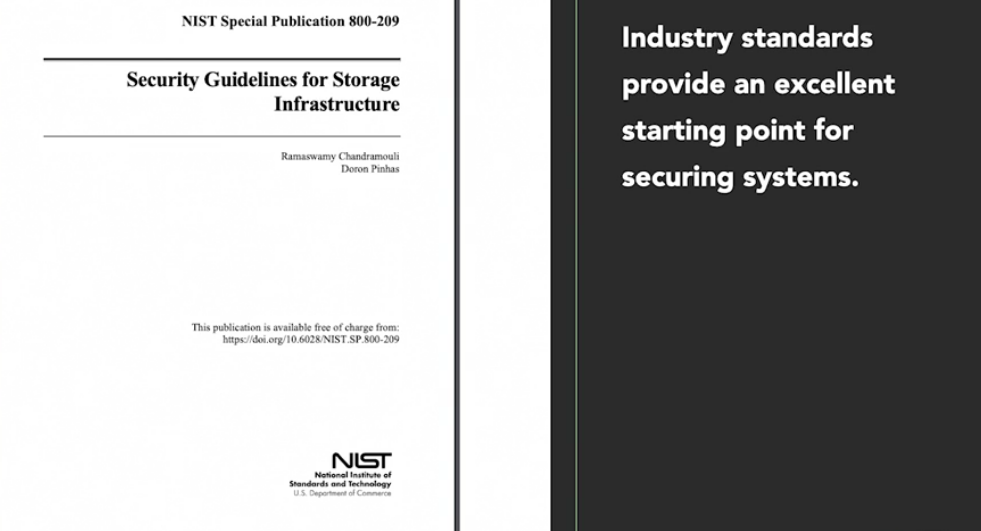 NIST Special Publication 800-209
Security Guidelines for Storage
Infrastructure
Ramaswamy Chandramouli
Doron Pinhas
This publication is available free of charge from:
https://doi.org/10.6028/NIST.SP.800-209
NIST
National Institute of
Standards and Technology
U.S. Department of Commerce
Industry standards
provide an excellent
starting point for
securing systems.